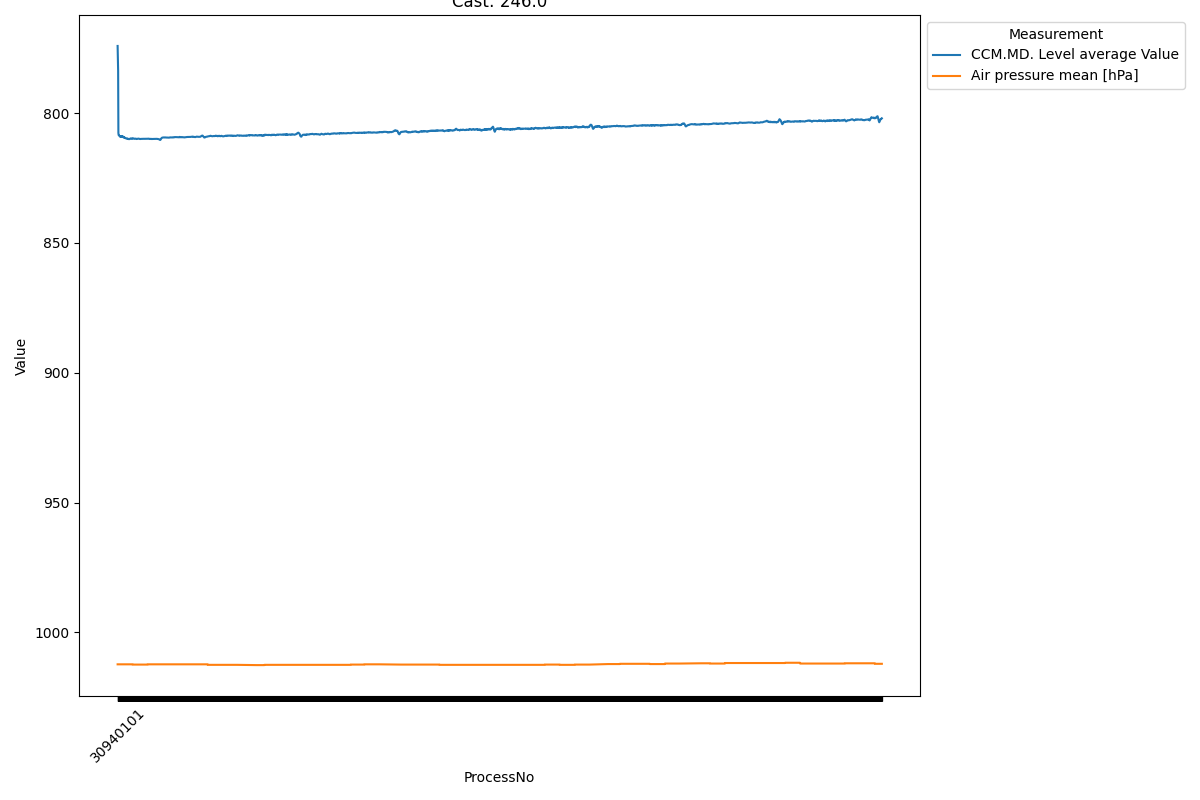 Cast: 246.0
Measurement
CCM.MD. Level average Value
Air pressure mean [hPa]
800
850
900
950
1000
Value
30940101
ProcessNo